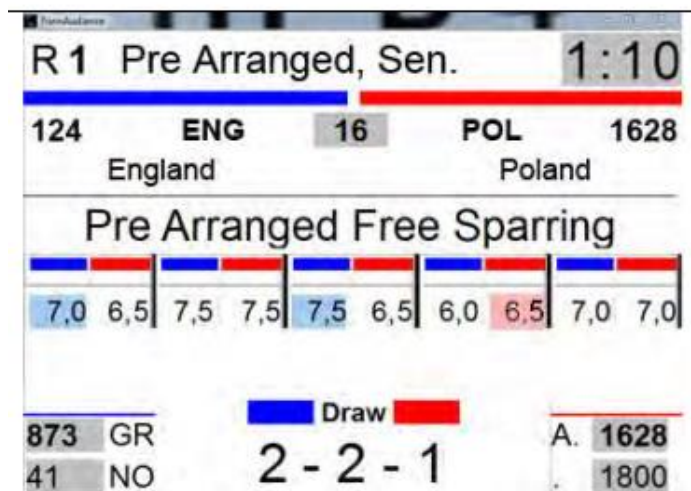 FormAudience
R 1 Pre Arranged, Sen. 1:10
124 ENG 16 POL 1628
England Poland
Pre Arranged Free Sparring
7,0 6,5 7,5 7,5 7,5 6,5 6,0 6,5 7,0 7,0
Draw
873 GR 2 - 2 - 1 A. 1628
41 NO . 1800